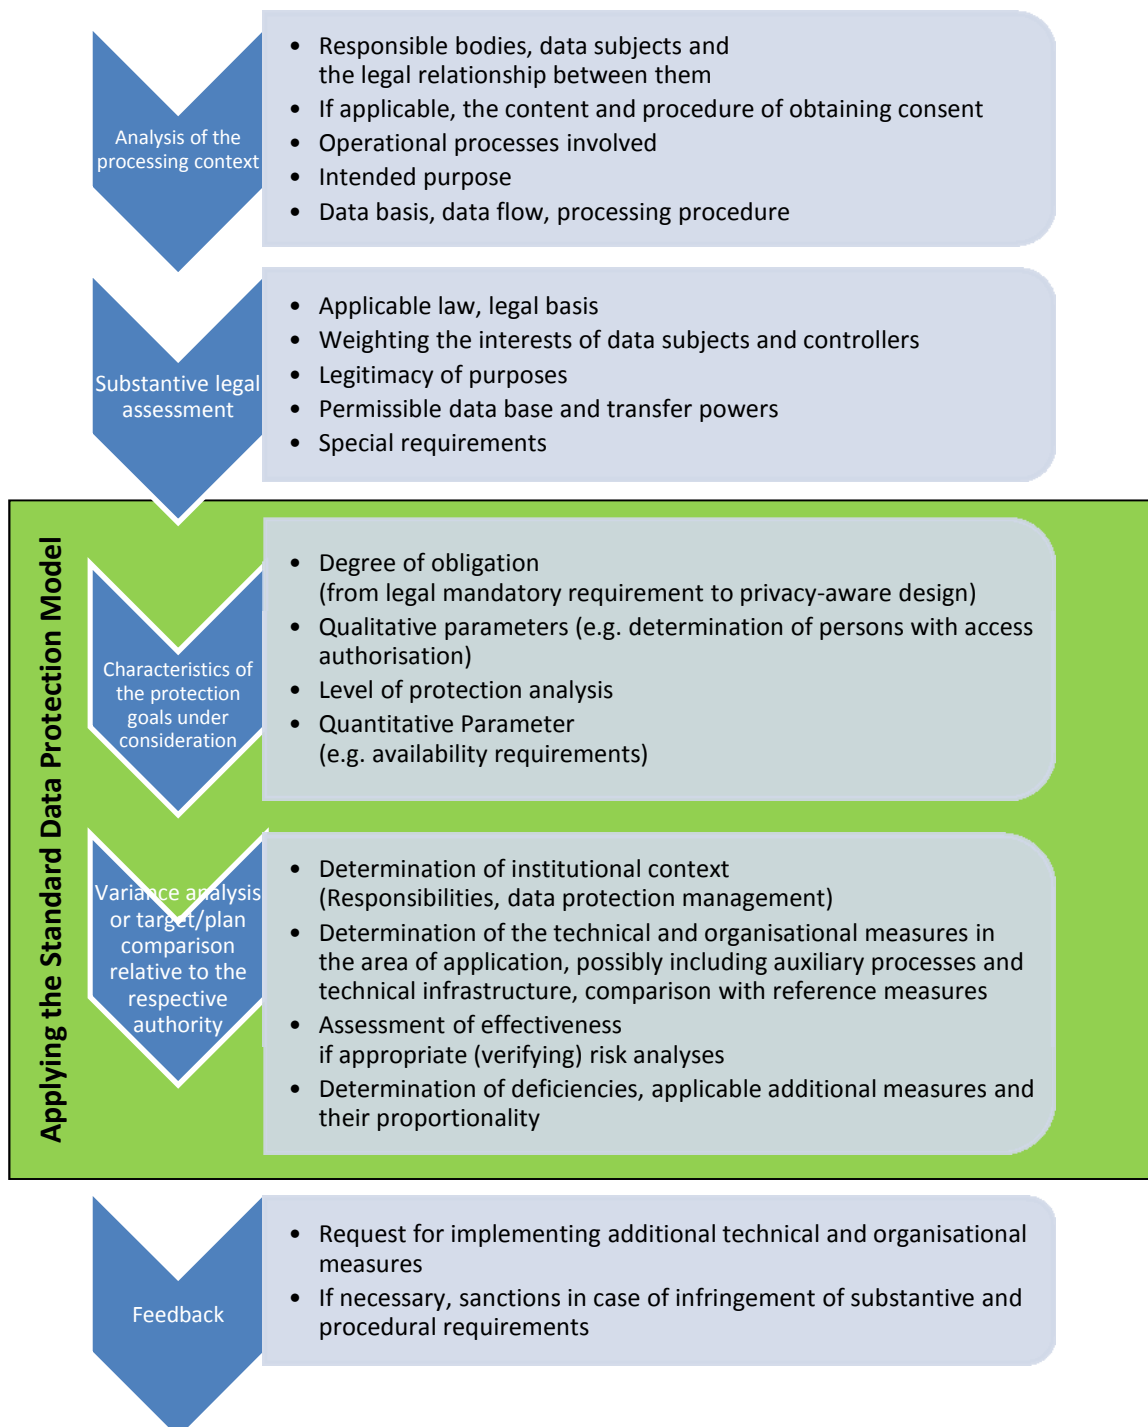 Analysis of the
processing context
• Responsible bodies, data subjects and
the legal relationship between them
• If applicable, the content and procedure of obtaining consent
• Operational processes involved
• Intended purpose
• Data basis, data flow, processing procedure
Substantive legal
assessment
• Applicable law, legal basis
• Weighting the interests of data subjects and controllers
• Legitimacy of purposes
• Permissible data base and transfer powers
• Special requirements
Applying the Standard Data Protection Model
Characteristics of
the protection
goals under
consideration
• Degree of obligation
(from legal mandatory requirement to privacy-aware design)
• Qualitative parameters (e.g. determination of persons with access
authorisation)
• Level of protection analysis
• Quantitative Parameter
(e.g. availability requirements)
Variance analysis
or target/plan
comparison
relative to the
respective
authority
• Determination of institutional context
(Responsibilities, data protection management)
• Determination of the technical and organisational measures in
the area of application, possibly including auxiliary processes and
technical infrastructure, comparison with reference measures
• Assessment of effectiveness
if appropriate (verifying) risk analyses
• Determination of deficiencies, applicable additional measures and
their proportionality
Feedback
• Request for implementing additional technical and organisational
measures
• If necessary, sanctions in case of infringement of substantive and
procedural requirements